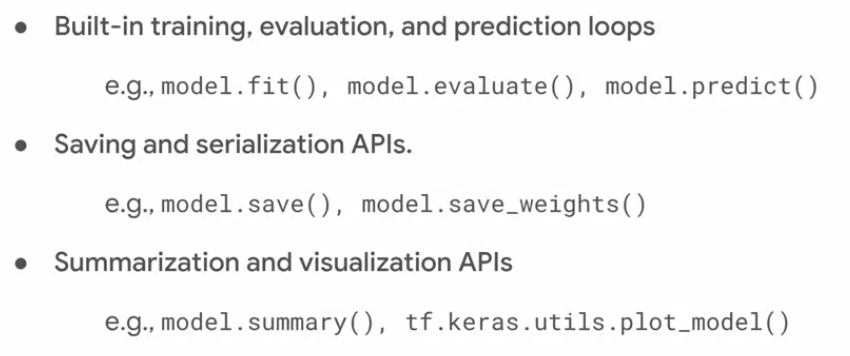 ● Built-in training, evaluation, and prediction loops
e.g., model.fit(), model.evaluate(), model.predict()
● Saving and serialization APIs.
e.g., model.save(), model.save_weights()
● Summarization and visualization APIs
e.g., model.summary(), tf.keras.utils.plot_model()